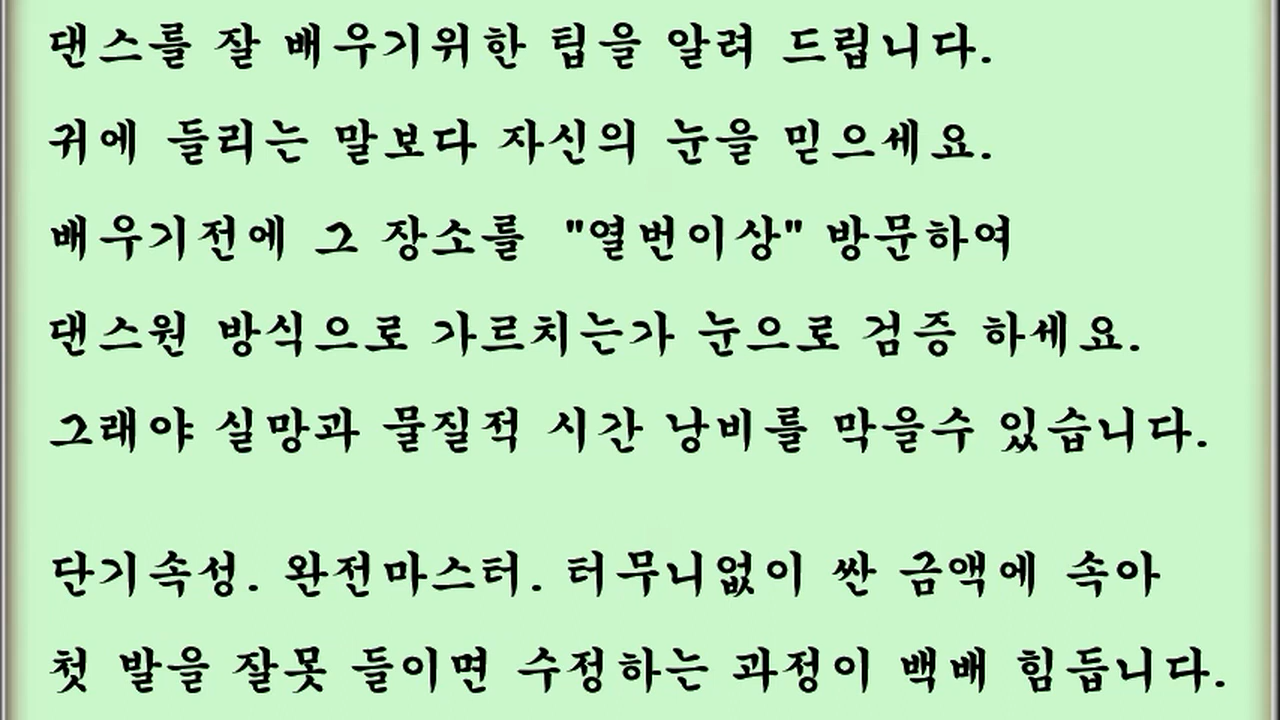 댄스를 잘 배우기위한 팁을 알려 드립니다.
귀에 들리는 말보다 자신의 눈을 믿으세요.
배우기전에 그 장소를 "열번이상" 방문하여
댄스원 방식으로 가르치는가 눈으로 검증 하세요.
그래야 실망과 물질적 시간 낭비를 막을수 있습니다.
단기속성. 완전마스터. 터무니없이 싼 금액에 속아
첫 발을 잘못 들이면 수정하는 과정이 백배 힘듭니다.